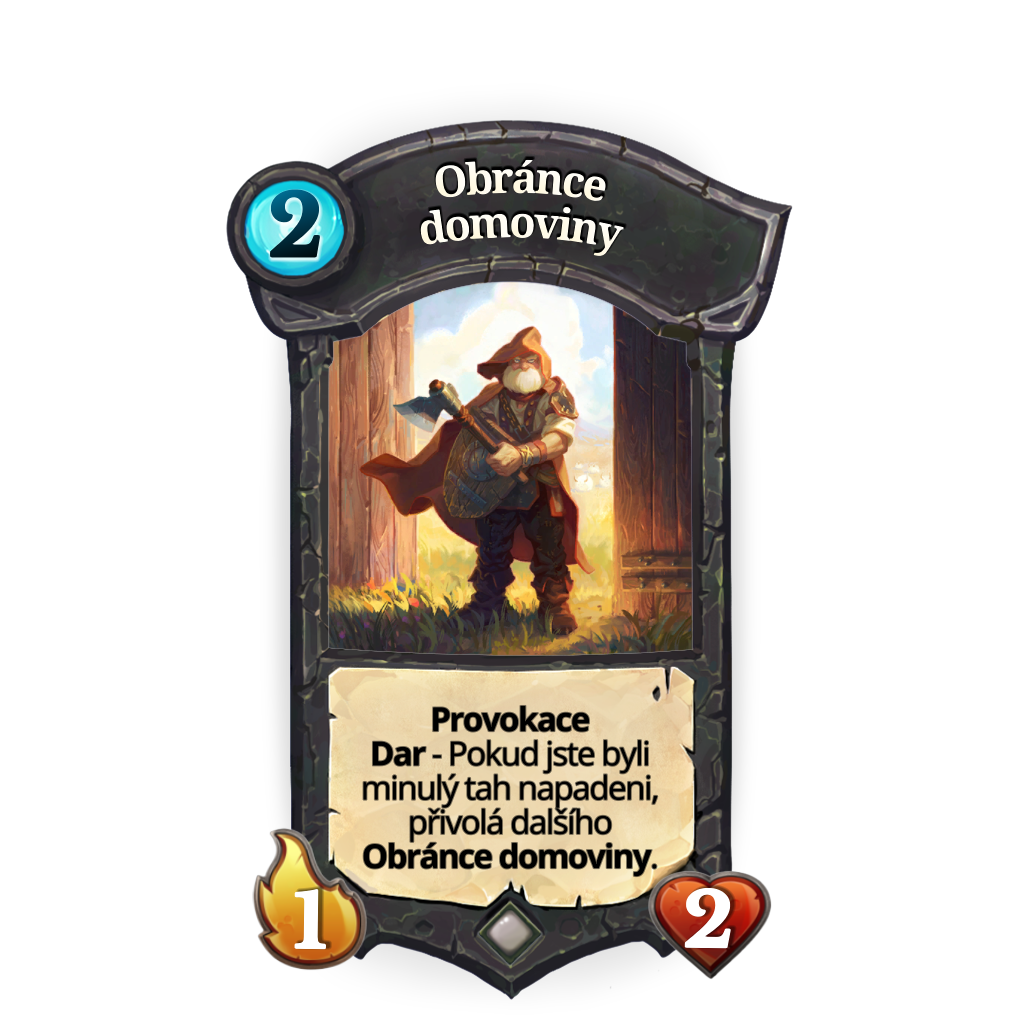 2
Obránce
domoviny
Provokace
Dar - Pokud jste byli
minulý tah napadeni,
přivolá dalšího
Obránce domoviny.
1
2